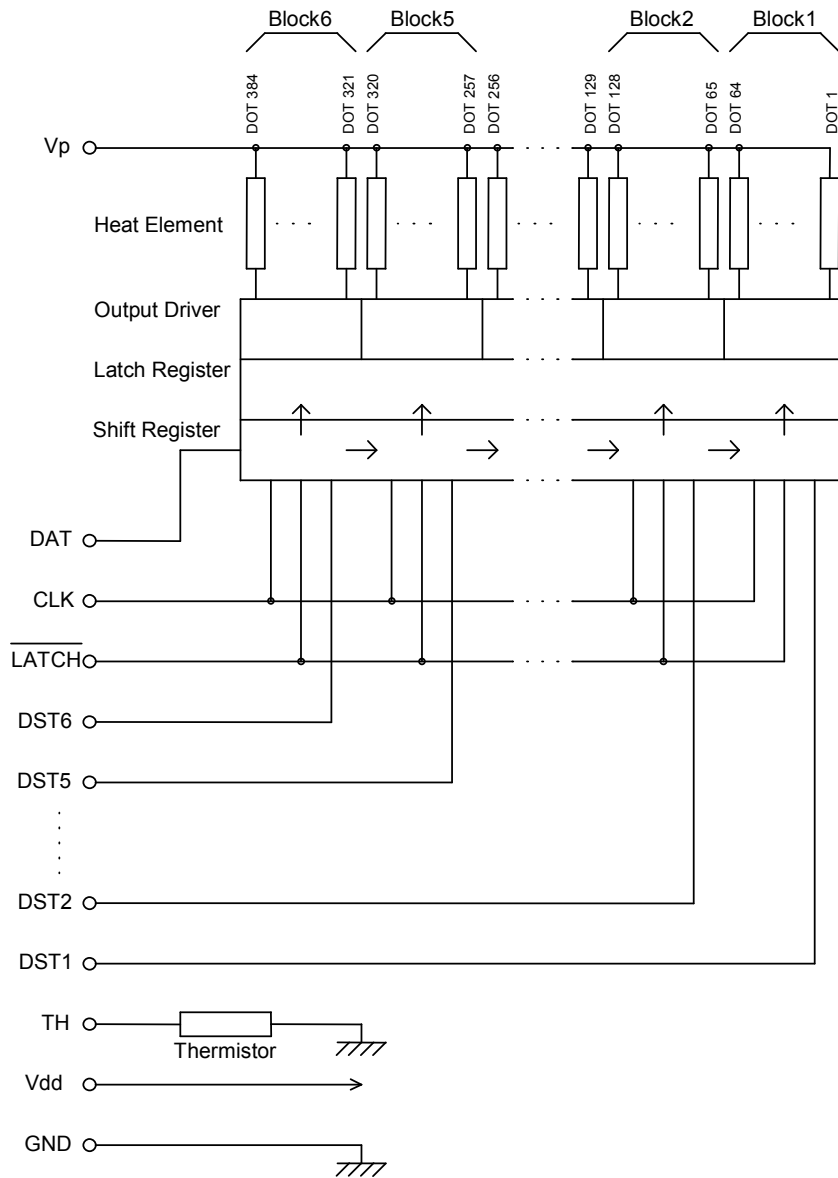 Block6 Block5 Block2 Block1
DOT 384 DOT 321 DOT 320 DOT 257 DOT 256 DOT 129 DOT 128 DOT 65 DOT 64 DOT 1
Vp
Heat Element
Output Driver
Latch Register
Shift Register
DAT
CLK
LATCH
DST6
DST5
DST2
DST1
TH
Thermistor
Vdd
GND